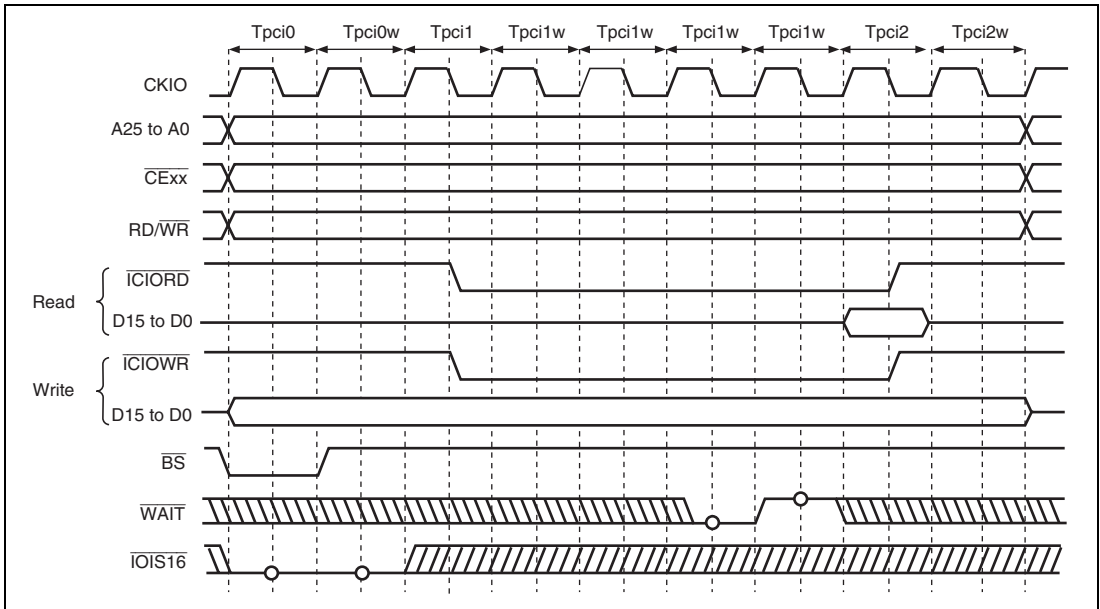 Tpci0 Tpci0w Tpci1 Tpci1w Tpci1w Tpci1w Tpci1w Tpci2 Tpci2w
CKIO
A25 to A0
CExx
RD/WR
ICIORD
Read
D15 to D0
ICIOWR
Write
D15 to D0
BS
WAIT
IOIS16